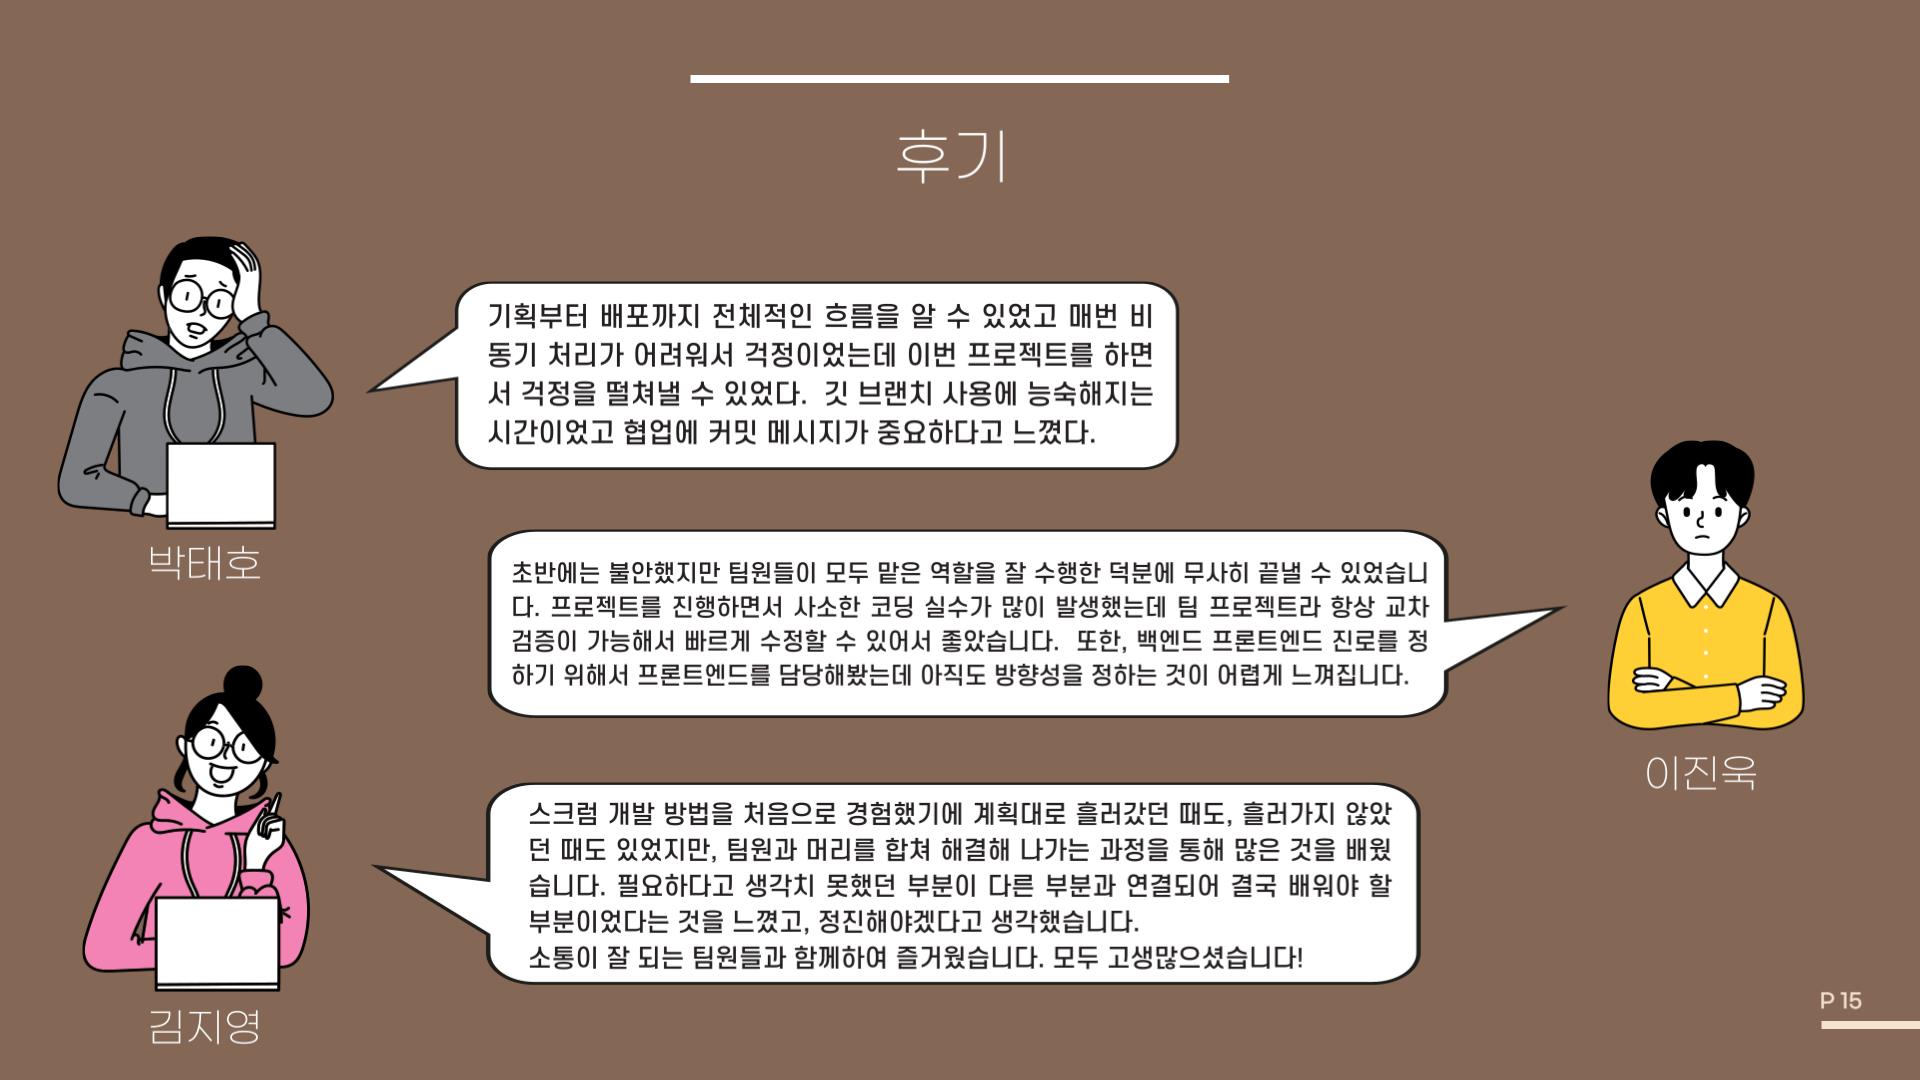 후기
기획부터 배포까지 전체적인 흐름을 알 수 있었고 매번 비
동기 처리가 어려워서 걱정이었는데 이번 프로젝트를 하면
서 걱정을 떨쳐낼 수 있었다. 깃 브랜치 사용에 능숙해지는
시간이었고 협업에 커밋 메시지가 중요하다고 느꼈다.
박태호
초반에는 불안했지만 팀원들이 모두 맡은 역할을 잘 수행한 덕분에 무사히 끝낼 수 있었습니
다. 프로젝트를 진행하면서 사소한 코딩 실수가 많이 발생했는데 팀 프로젝트라 항상 교차
검증이 가능해서 빠르게 수정할 수 있어서 좋았습니다. 또한, 백엔드 프론트엔드 진로를 정
하기 위해서 프론트엔드를 담당해봤는데 아직도 방향성을 정하는 것이 어렵게 느껴집니다.
이진욱
스크럼 개발 방법을 처음으로 경험했기에 계획대로 흘러갔던 때도, 흘러가지 않았
던 때도 있었지만, 팀원과 머리를 합쳐 해결해 나가는 과정을 통해 많은 것을 배웠
습니다. 필요하다고 생각치 못했던 부분이 다른 부분과 연결되어 결국 배워야 할
부분이었다는 것을 느꼈고, 정진해야겠다고 생각했습니다.
소통이 잘 되는 팀원들과 함께하여 즐거웠습니다. 모두 고생많으셨습니다!
김지영
P 15